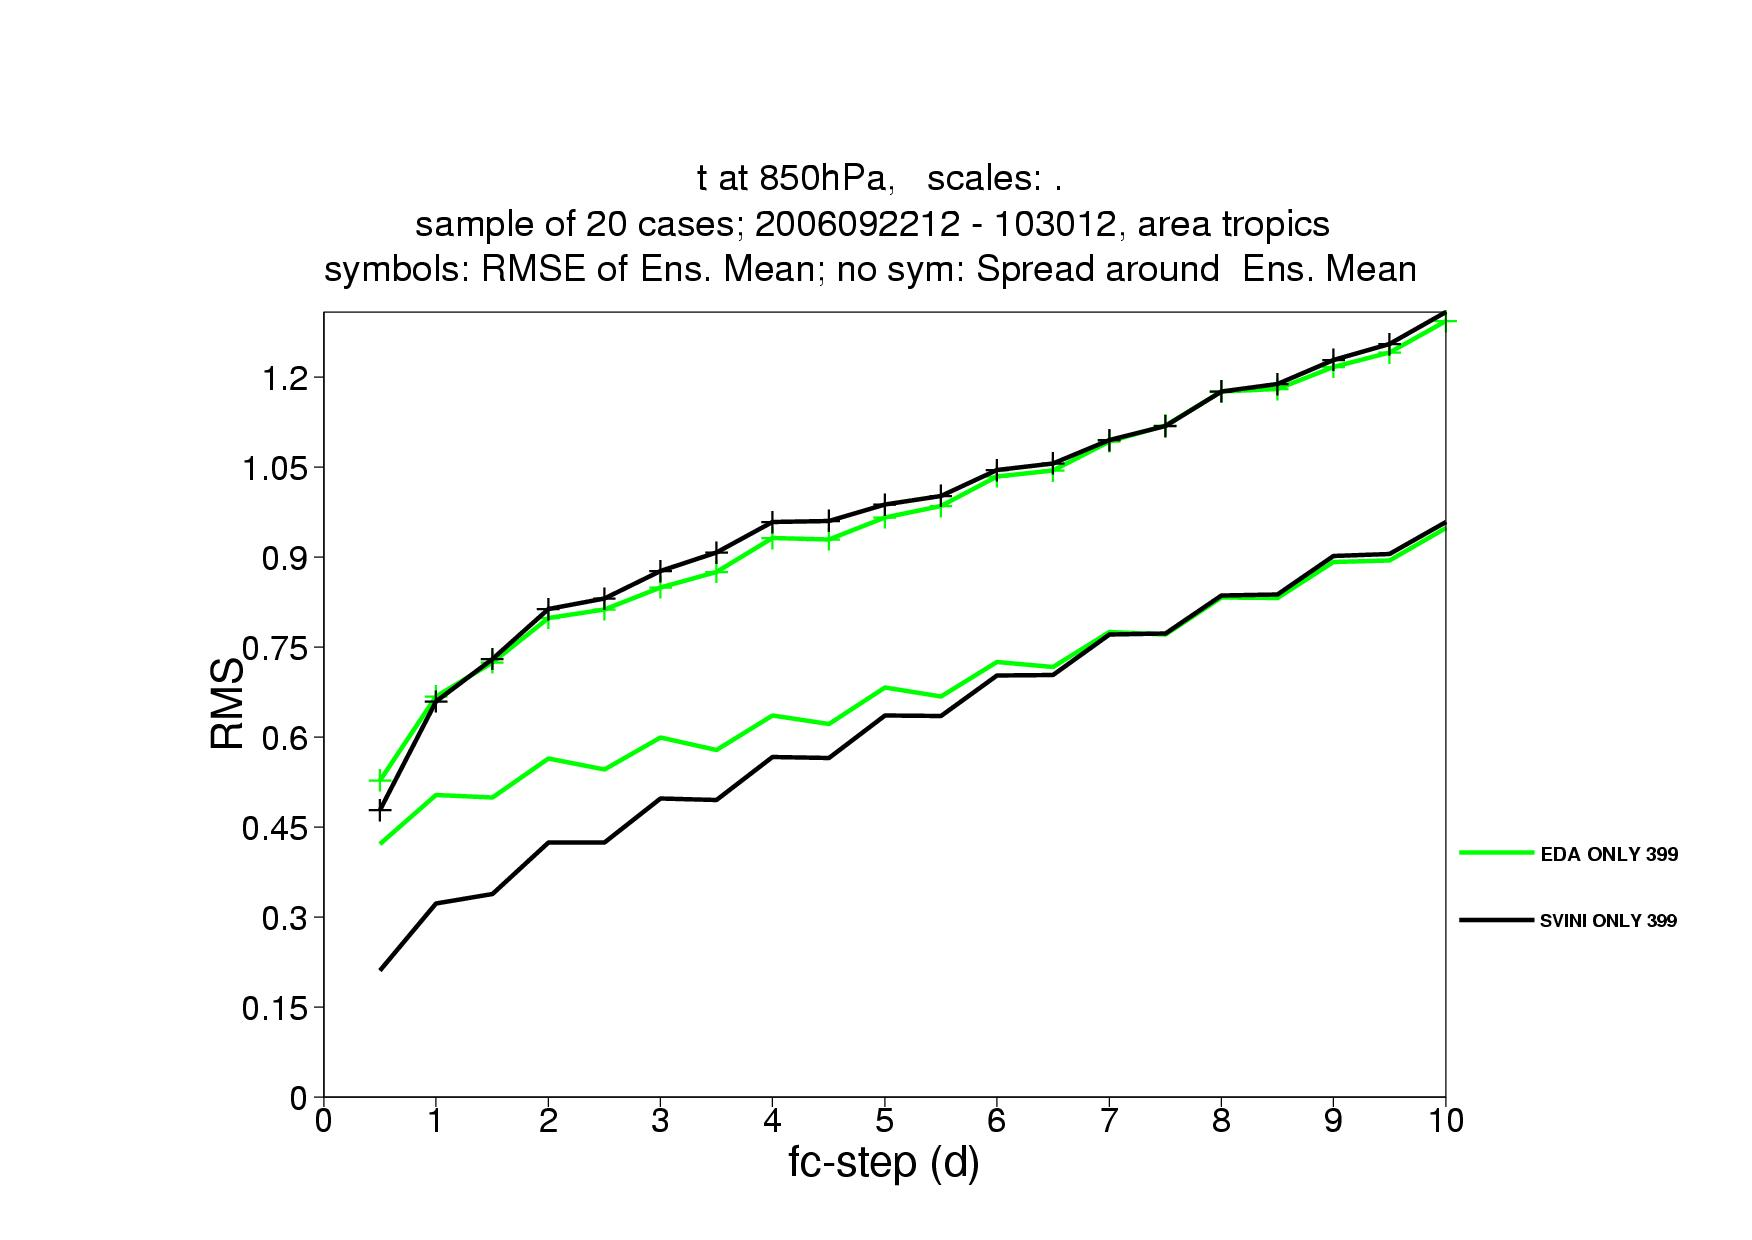 t at 850hPa,   scales: .
sample of 20 cases; 2006092212 - 103012, area tropics
symbols: RMSE of Ens. Mean; no sym: Spread around  Ens. Mean
1.2
1.05
0.9
0.75
0.6
0.45
0.3
0.15
0
RMS
0 1 2 3 4 5 6 7 8 9 10
fc-step (d)
EDA ONLY 399
SVINI ONLY 399